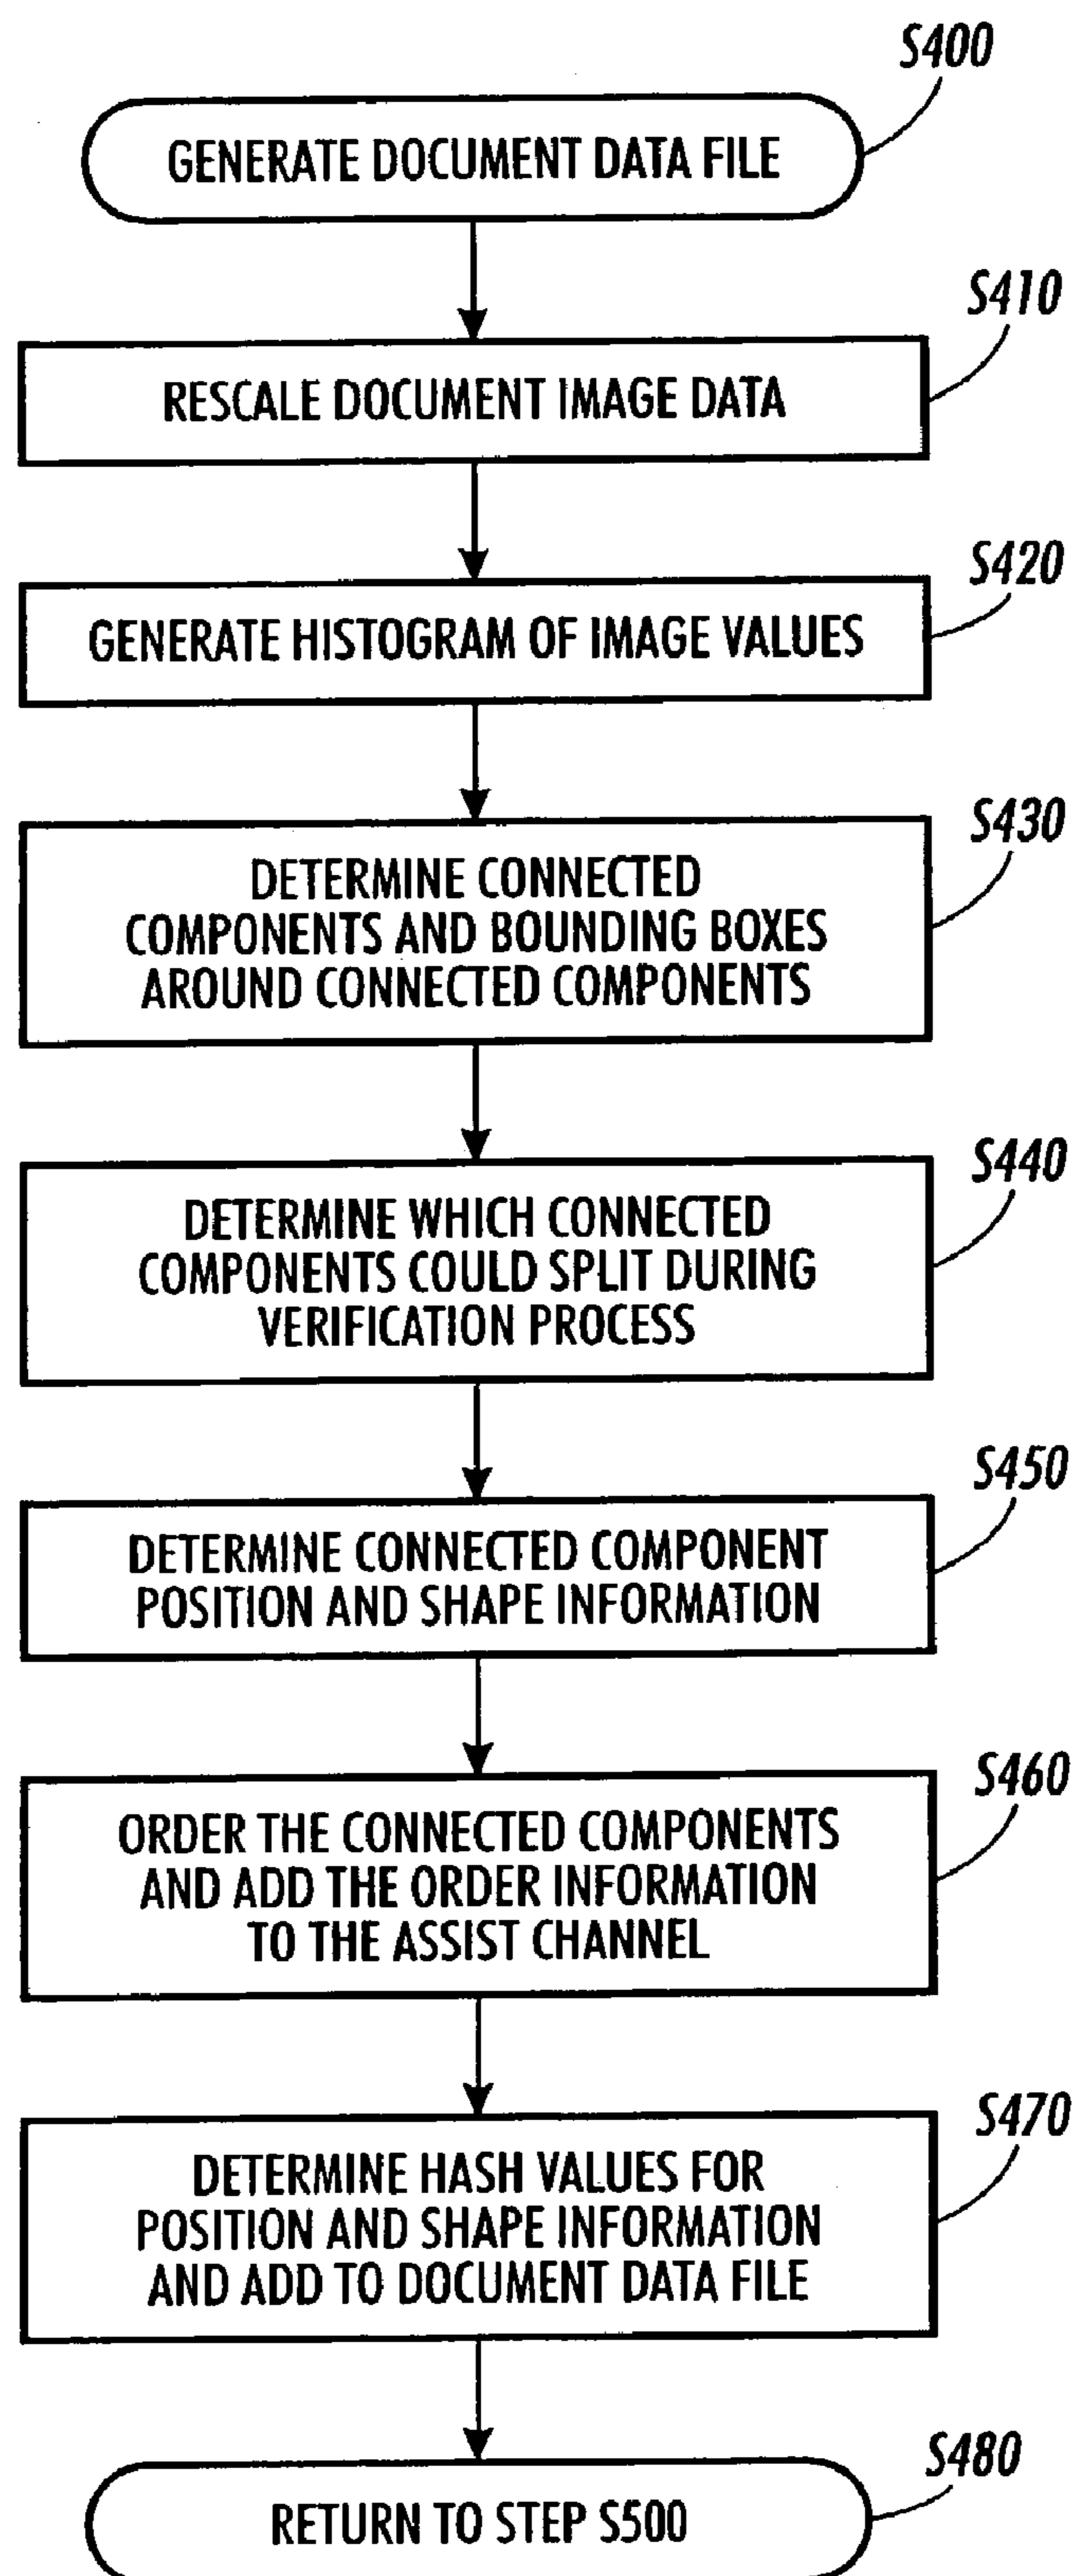 S400
GENERATE DOCUMENT DATA FILE
S410
RESCALE DOCUMENT IMAGE DATA
S420
GENERATE HISTOGRAM OF IMAGE VALUES
S430
DETERMINE CONNECTED
COMPONENTS AND BOUNDING BOXES
AROUND CONNECTED COMPONENTS
S440
DETERMINE WHICH CONNECTED
COMPONENTS COULD SPLIT DURING
VERIFICATION PROCESS
S450
DETERMINE CONNECTED COMPONENT
POSITION AND SHAPE INFORMATION
S460
ORDER THE CONNECTED COMPONENTS
AND ADD THE ORDER INFORMATION
TO THE ASSIST CHANNEL
S470
DETERMINE HASH VALUES FOR
POSITION AND SHAPE INFORMATION
AND ADD TO DOCUMENT DATA FILE
S480
RETURN TO STEP S500